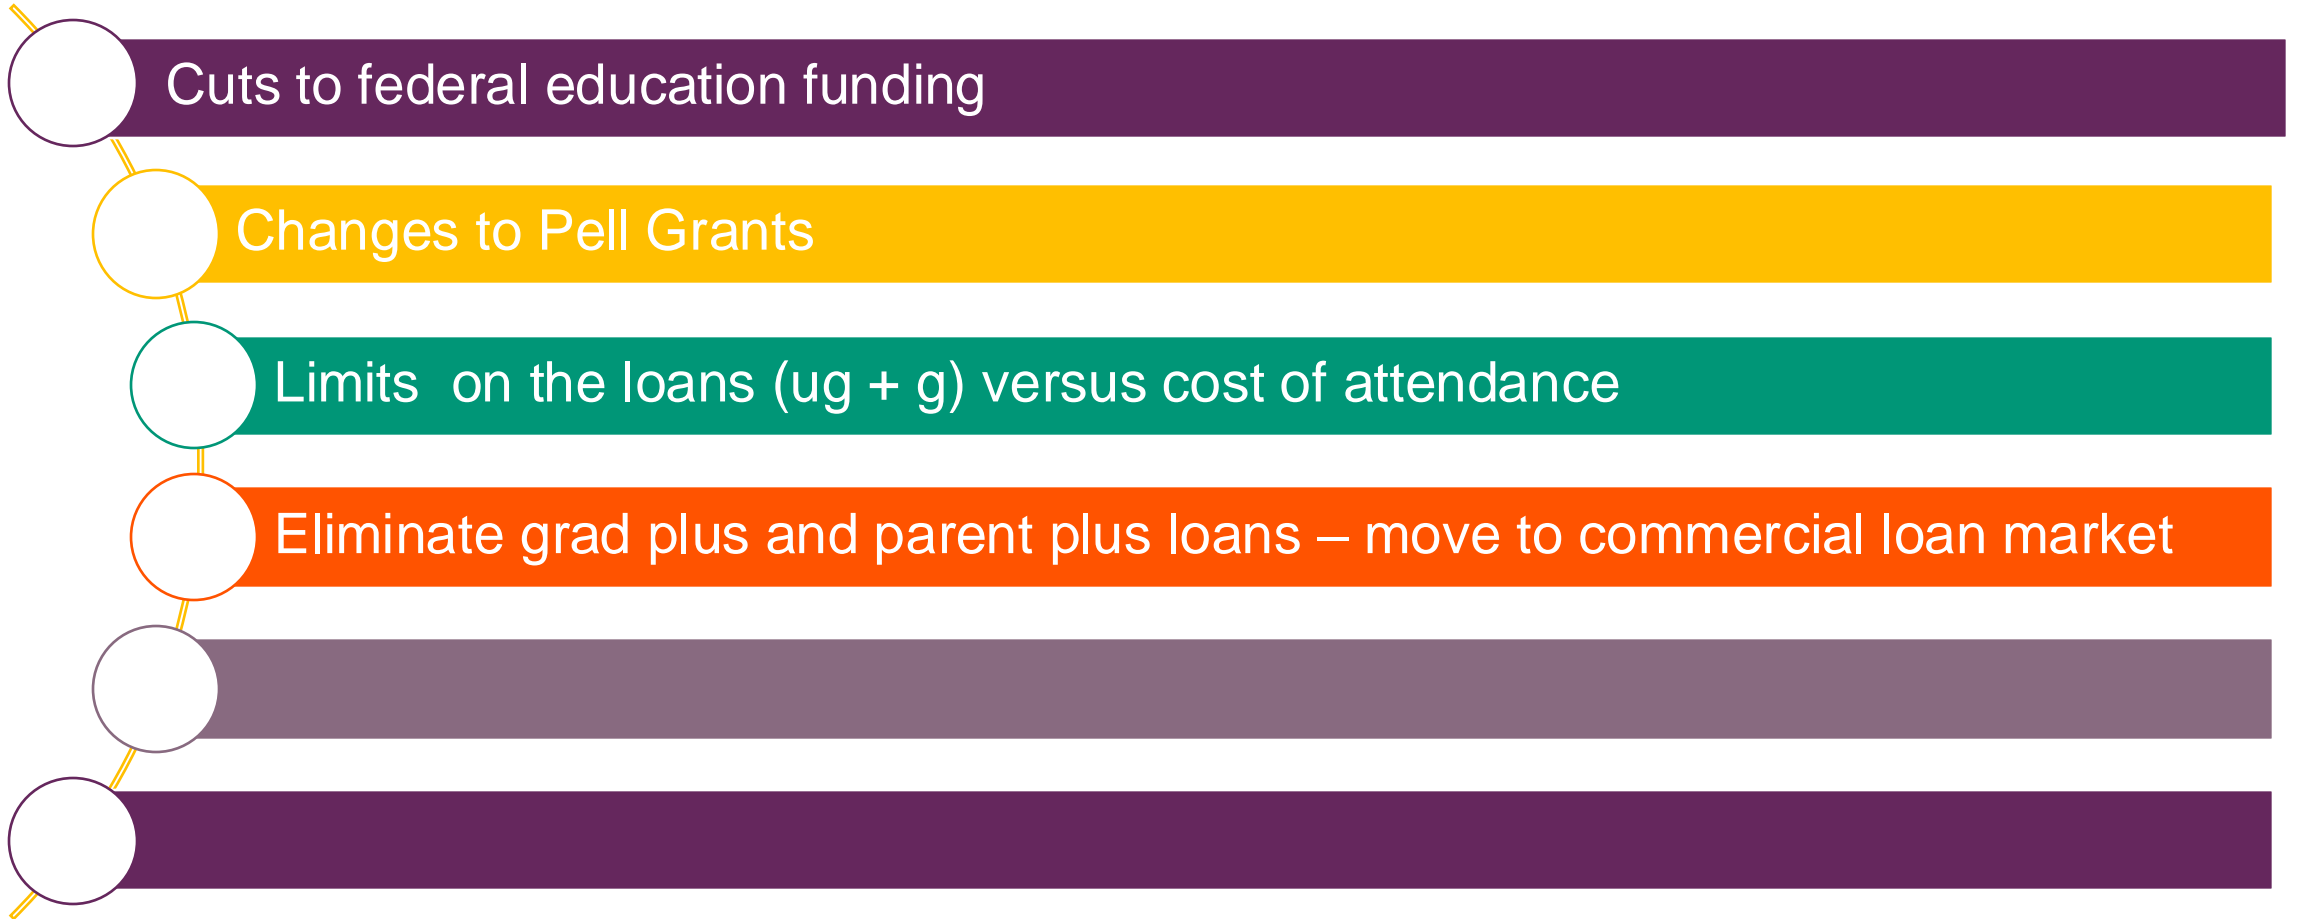 Cuts to federal education funding
Changes to Pell Grants
Limits  on the loans (ug + g) versus cost of attendance
Eliminate grad plus and parent plus loans – move to commercial loan market